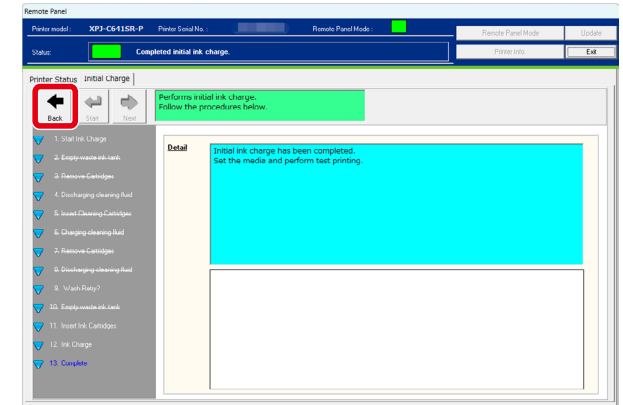 Remote Panel
Printer model : XPJ-C641SR-P Printer Serial No. : Remote Panel Mode :
Remote Panel Mode Update
Status: Completed initial ink charge.
Printer Info. Exit
Printer Status Initial Charge
Back Start Next
Performs initial ink charge.
Follow the procedures below.
1. Start Ink Charge
2. Empty waste ink tank
3. Remove Cartridges
4. Discharging cleaning fluid
5. Insert Cleaning Cartridges
6. Charging cleaning fluid
7. Remove Cartridges
8. Discharging cleaning fluid
9. Wash Retry?
10. Empty waste ink tank
11. Insert Ink Cartridges
12. Ink Charge
13. Complete
Detail
Initial ink charge has been completed.
Set the media and perform test printing.